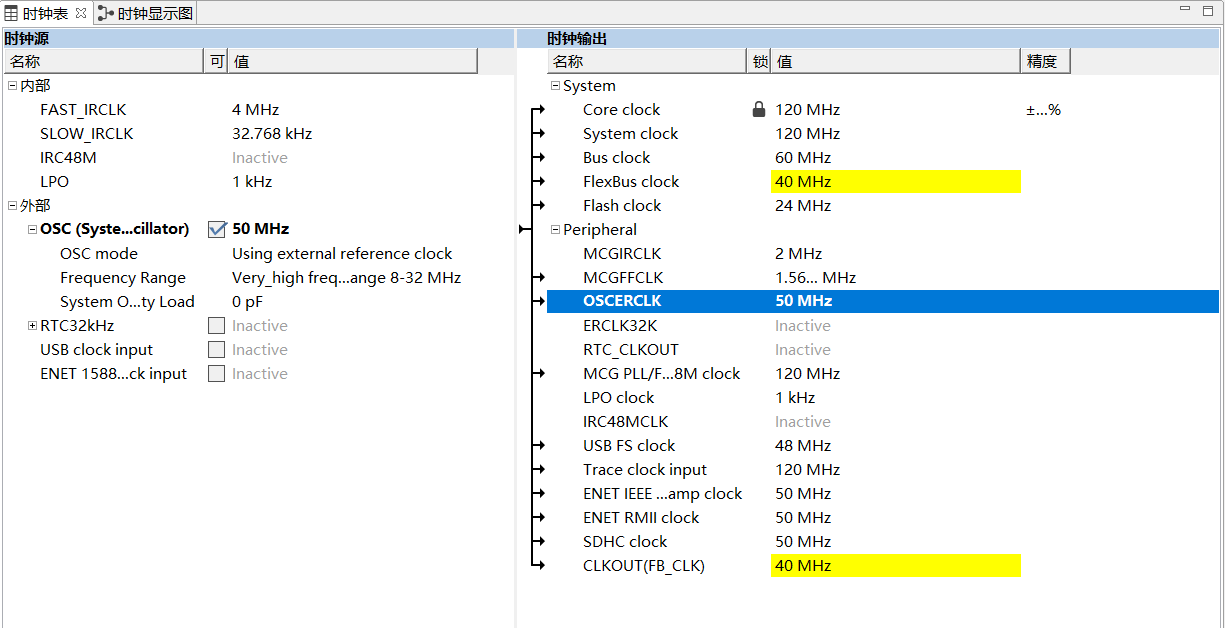 时钟表 时钟显示图
时钟源
名称 可 值
内部
FAST_IRCLK 4 MHz
SLOW_IRCLK 32.768 kHz
IRC48M Inactive
LPO 1 kHz
外部
OSC (Syste...cillator) 50 MHz
OSC mode Using external reference clock
Frequency Range Very_high freq...ange 8-32 MHz
System O...ty Load 0 pF
RTC32kHz Inactive
USB clock input Inactive
ENET 1588...ck input Inactive
时钟输出
名称 锁 值 精度
System
Core clock 120 MHz ±...%
System clock 120 MHz
Bus clock 60 MHz
FlexBus clock 40 MHz
Flash clock 24 MHz
Peripheral
MCGIRCLK 2 MHz
MCGFFCLK 1.56... MHz
OSCERCLK 50 MHz
ERCLK32K Inactive
RTC_CLKOUT Inactive
MCG PLL/F...8M clock 120 MHz
LPO clock 1 kHz
IRC48MCLK Inactive
USB FS clock 48 MHz
Trace clock input 120 MHz
ENET IEEE ...amp clock 50 MHz
ENET RMII clock 50 MHz
SDHC clock 50 MHz
CLKOUT(FB_CLK) 40 MHz